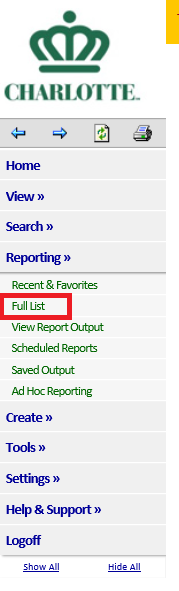 CHARLOTTE.
Home
View »
Search »
Reporting »
Recent & Favorites
Full List
View Report Output
Scheduled Reports
Saved Output
Ad Hoc Reporting
Create »
Tools »
Settings »
Help & Support »
Logoff
Show All Hide All